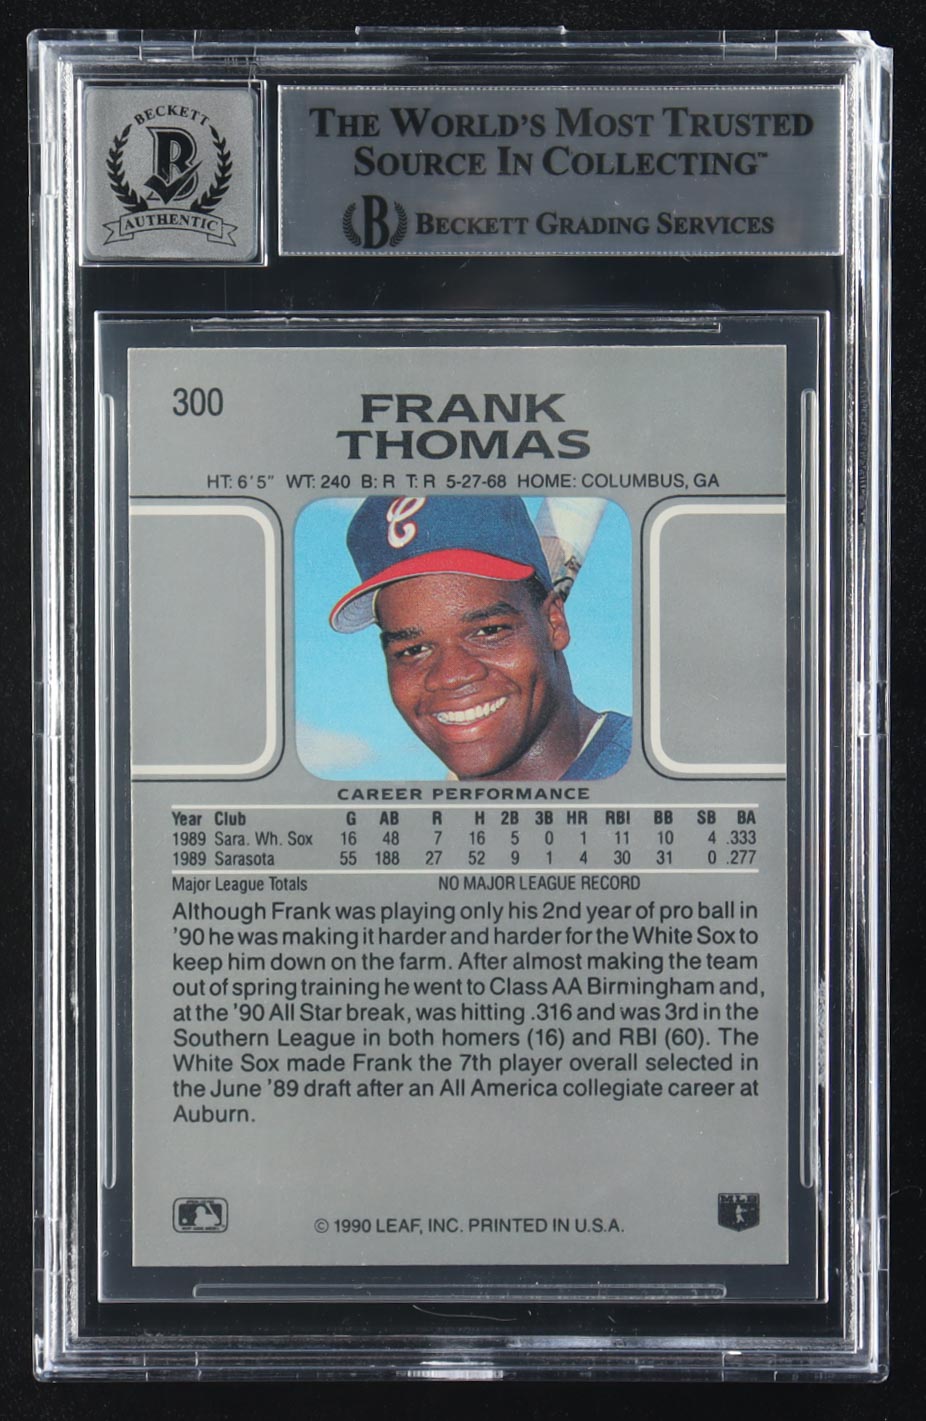 BECKETT
AUTHENTIC
THE WORLD'S MOST TRUSTED
SOURCE IN COLLECTING™
B BECKETT GRADING SERVICES
300
FRANK
THOMAS
HT: 6'5" WT: 240 B: R T: R 5-27-68 HOME: COLUMBUS, GA
C
CAREER PERFORMANCE
Year Club G AB R H 2B 3B HR RBI BB SB BA
1989 Sara. Wh. Sox 16 48 7 16 5 0 1 11 10 4 .333
1989 Sarasota 55 188 27 52 9 1 4 30 31 0 .277
Major League Totals NO MAJOR LEAGUE RECORD
Although Frank was playing only his 2nd year of pro ball in
'90 he was making it harder and harder for the White Sox to
keep him down on the farm. After almost making the team
out of spring training he went to Class AA Birmingham and,
at the '90 All Star break, was hitting .316 and was 3rd in the
Southern League in both homers (16) and RBI (60). The
White Sox made Frank the 7th player overall selected in
the June '89 draft after an All America collegiate career at
Auburn.
© 1990 LEAF, INC. PRINTED IN U.S.A.
MLB